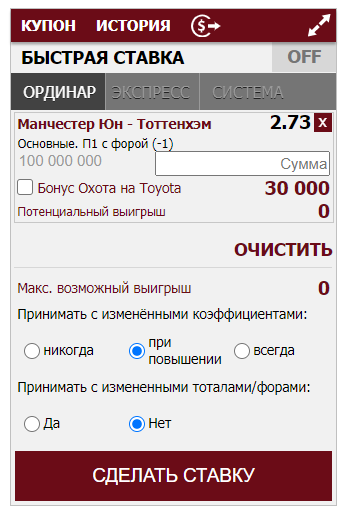 КУПОН ИСТОРИЯ
БЫСТРАЯ СТАВКА OFF
ОРДИНАР ЭКСПРЕСС СИСТЕМА
Манчестер Юн - Тоттенхэм 2.73 X
Основные. П1 с форой (-1)
100 000 000
Сумма
Бонус Охота на Toyota 30 000
Потенциальный выигрыш 0
ОЧИСТИТЬ
Макс. возможный выигрыш 0
Принимать с изменёнными коэффициентами:
никогда при повышении всегда
Принимать с измененными тоталами/форами:
Да Нет
СДЕЛАТЬ СТАВКУ